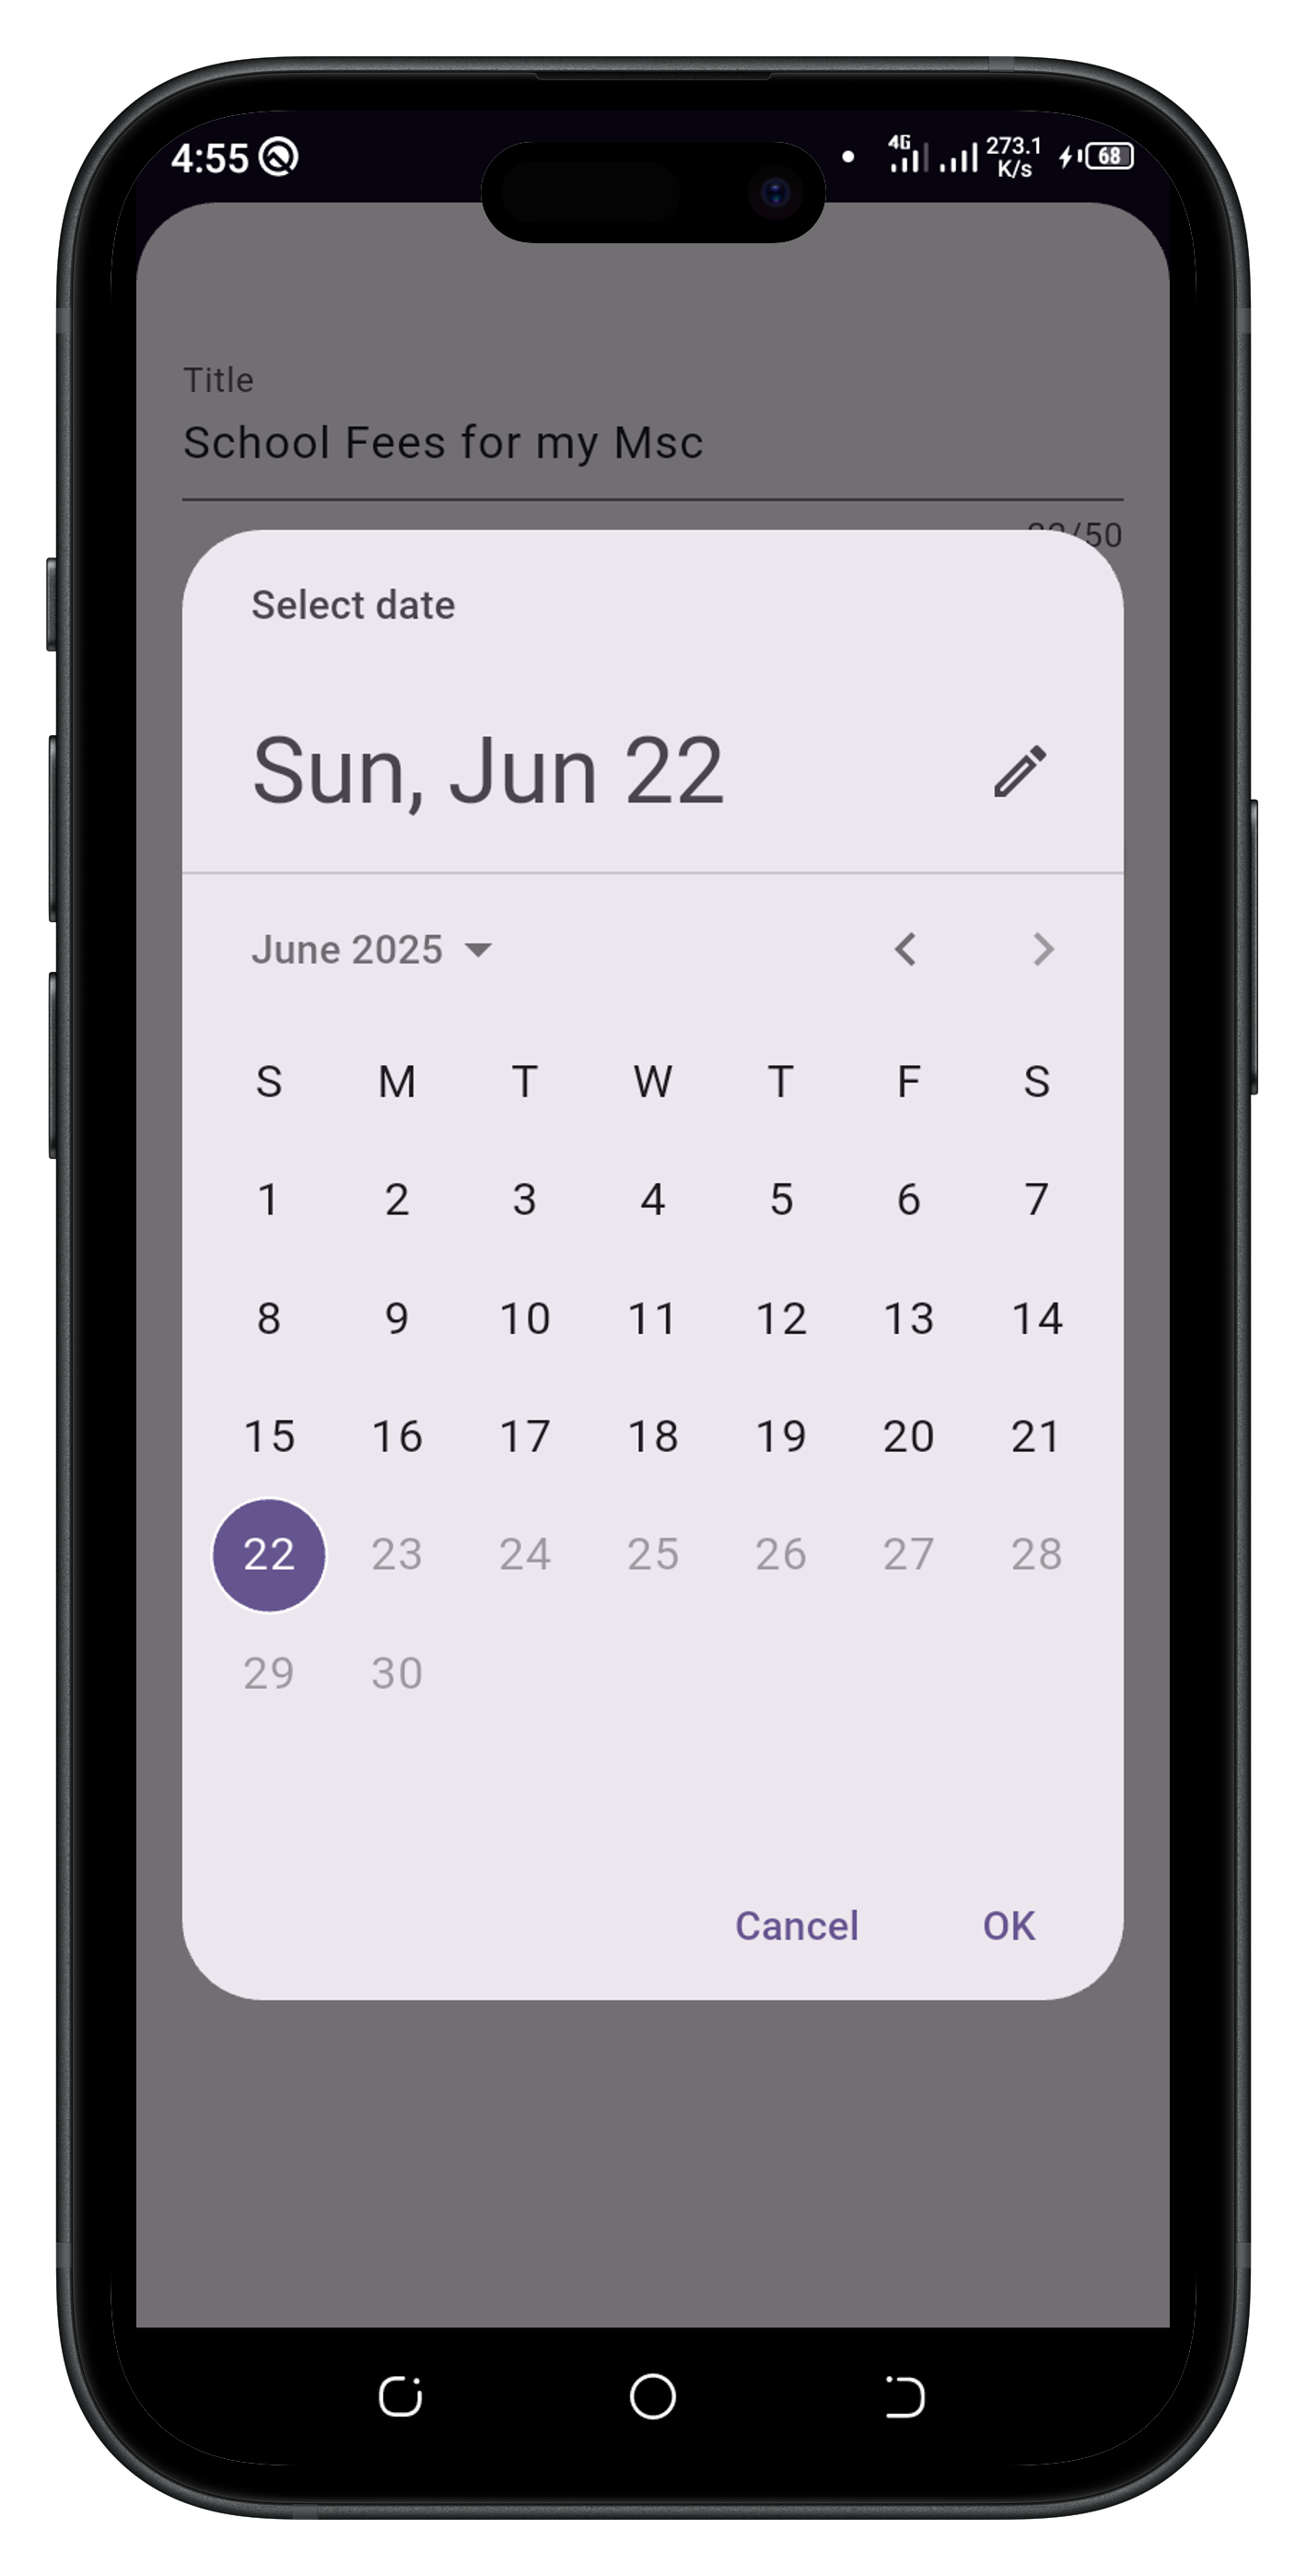 4:55
4G
273.1
K/s
68
Title
School Fees for my Msc
/50
Select date
Sun, Jun 22
June 2025
S M T W T F S
1 2 3 4 5 6 7
8 9 10 11 12 13 14
15 16 17 18 19 20 21
22 23 24 25 26 27 28
29 30
Cancel OK